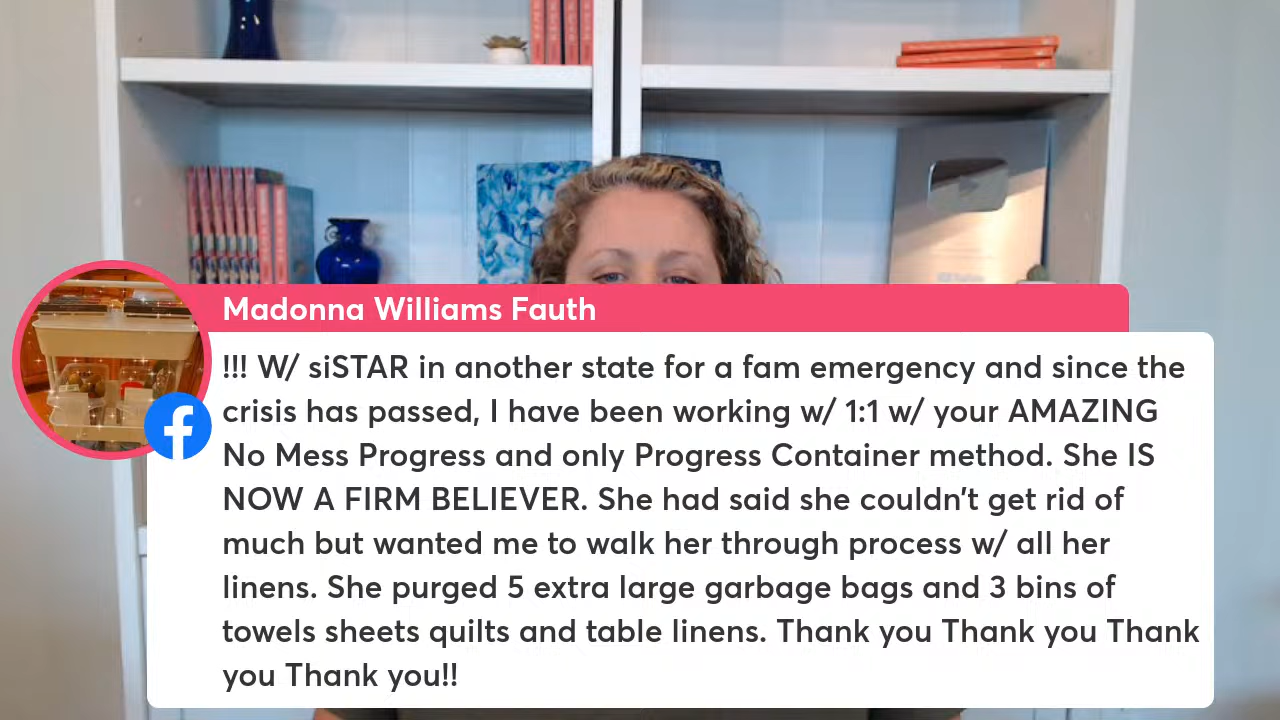 Madonna Williams Fauth
!!! W/ siSTAR in another state for a fam emergency and since the
crisis has passed, I have been working w/ 1:1 w/ your AMAZING
No Mess Progress and only Progress Container method. She IS
NOW A FIRM BELIEVER. She had said she couldn't get rid of
much but wanted me to walk her through process w/ all her
linens. She purged 5 extra large garbage bags and 3 bins of
towels sheets quilts and table linens. Thank you Thank you Thank
you Thank you!!